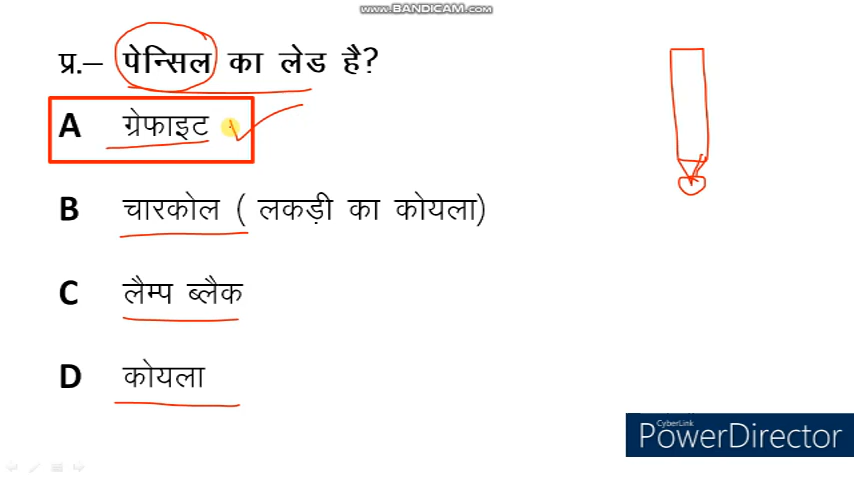 www.BANDICAM.com
प्र.– पेन्सिल का लेड है?
A ग्रेफाइट
B चारकोल ( लकड़ी का कोयला)
C लैम्प ब्लैक
D कोयला
CyberLink
PowerDirector